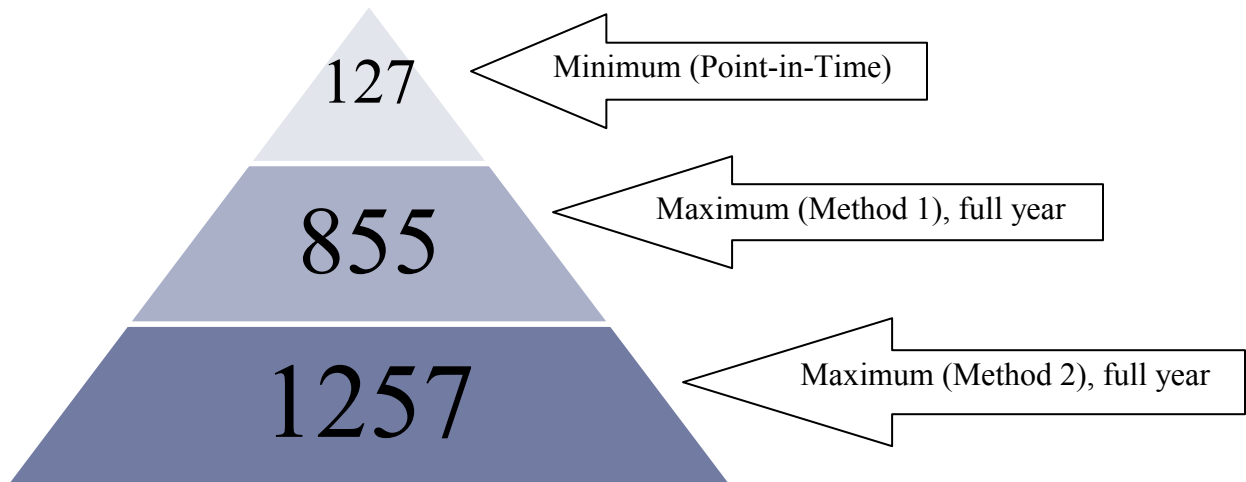 127
Minimum (Point-in-Time)
855
Maximum (Method 1), full year
1257
Maximum (Method 2), full year